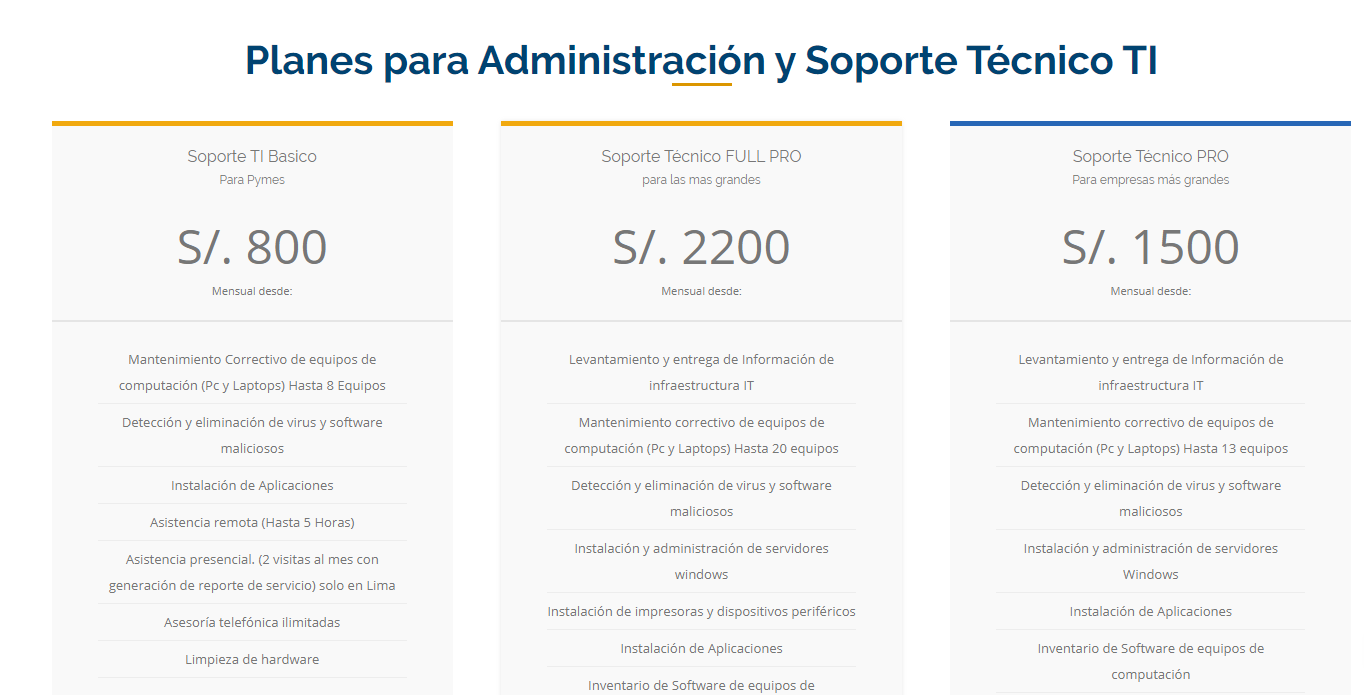 Planes para Administración y Soporte Técnico TI
Soporte TI Basico
Para Pymes
S/. 800
Mensual desde:
Mantenimiento Correctivo de equipos de
computación (Pc y Laptops) Hasta 8 Equipos
Detección y eliminación de virus y software
maliciosos
Instalación de Aplicaciones
Asistencia remota (Hasta 5 Horas)
Asistencia presencial. (2 visitas al mes con
generación de reporte de servicio) solo en Lima
Asesoría telefónica ilimitadas
Limpieza de hardware
Soporte Técnico FULL PRO
para las mas grandes
S/. 2200
Mensual desde:
Levantamiento y entrega de Información de
infraestructura IT
Mantenimiento correctivo de equipos de
computación (Pc y Laptops) Hasta 20 equipos
Detección y eliminación de virus y software
maliciosos
Instalación y administración de servidores
windows
Instalación de impresoras y dispositivos periféricos
Instalación de Aplicaciones
Inventario de Software de equipos de
Soporte Técnico PRO
Para empresas más grandes
S/. 1500
Mensual desde:
Levantamiento y entrega de Información de
infraestructura IT
Mantenimiento correctivo de equipos de
computación (Pc y Laptops) Hasta 13 equipos
Detección y eliminación de virus y software
maliciosos
Instalación y administración de servidores
Windows
Instalación de Aplicaciones
Inventario de Software de equipos de
computación